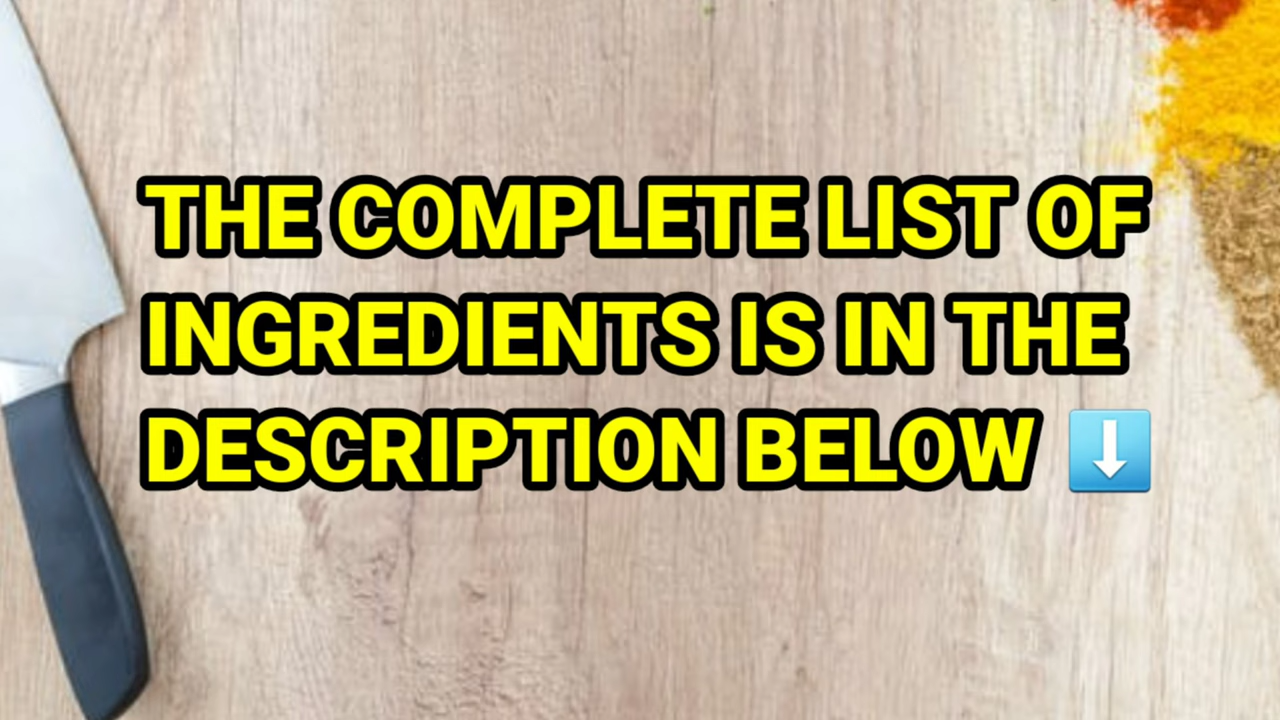 THE COMPLETE LIST OF
INGREDIENTS IS IN THE
DESCRIPTION BELOW ⬇️